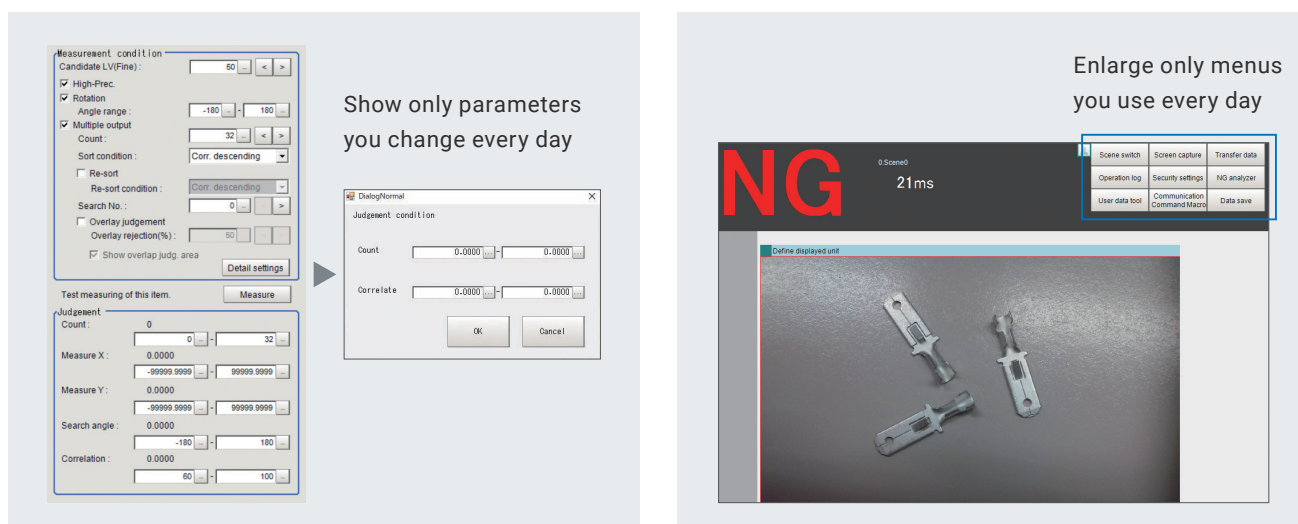 Measurement condition
Candidate LV(Fine) : 50 ... < >
High-Prec.
Rotation
Angle range : -180 ... - 180 ...
Multiple output
Count : 32 ... < >
Sort condition : Corr. descending
Re-sort
Re-sort condition : Corr. descending
Search No. : 0 ... >
Overlay judgement
Overlay rejection(%) : 50
Show overlap judg. area
Detail settings
Test measuring of this item. Measure
Judgement
Count : 0
0 ... - 32 ...
Measure X : 0.0000
-99999.9999 ... - 99999.9999 ...
Measure Y : 0.0000
-99999.9999 ... - 99999.9999 ...
Search angle : 0.0000
-180 ... - 180 ...
Correlation : 0.0000
60 ... - 100 ...
Show only parameters
you change every day
DialogNormal
Judgement condition
Count 0.0000 ... - 0.0000 ...
Correlate 0.0000 ... - 0.0000 ...
OK Cancel
Enlarge only menus
you use every day
NG
0.Scene0
21ms
Scene switch Screen capture Transfer data
Operation log Security settings NG analyzer
User data tool Communication Command Macro Data save
Define displayed unit